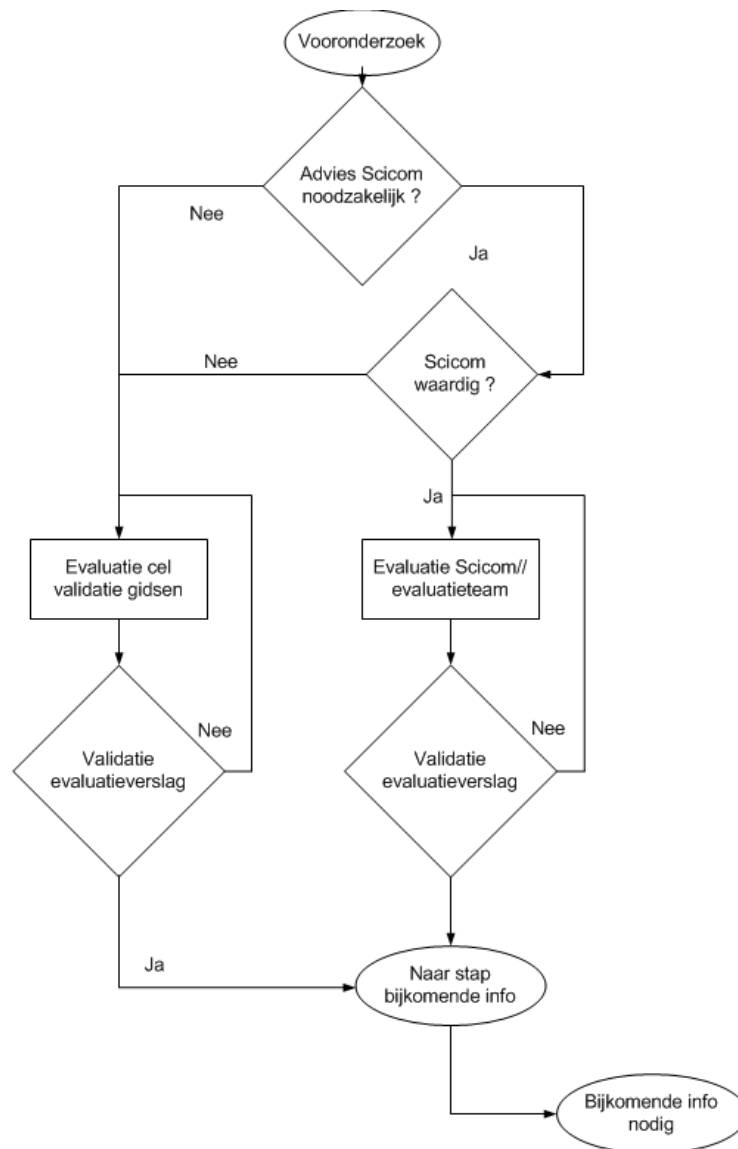 Vooronderzoek
Advies Scicom
noodzakelijk ?
Nee
Ja
Nee
Scicom
waardig ?
Ja
Evaluatie cel
validatie gidsen
Evaluatie Scicom//
evaluatieteam
Nee
Nee
Validatie
evaluatieverslag
Validatie
evaluatieverslag
Ja
Naar stap
bijkomende info
Bijkomende info
nodig